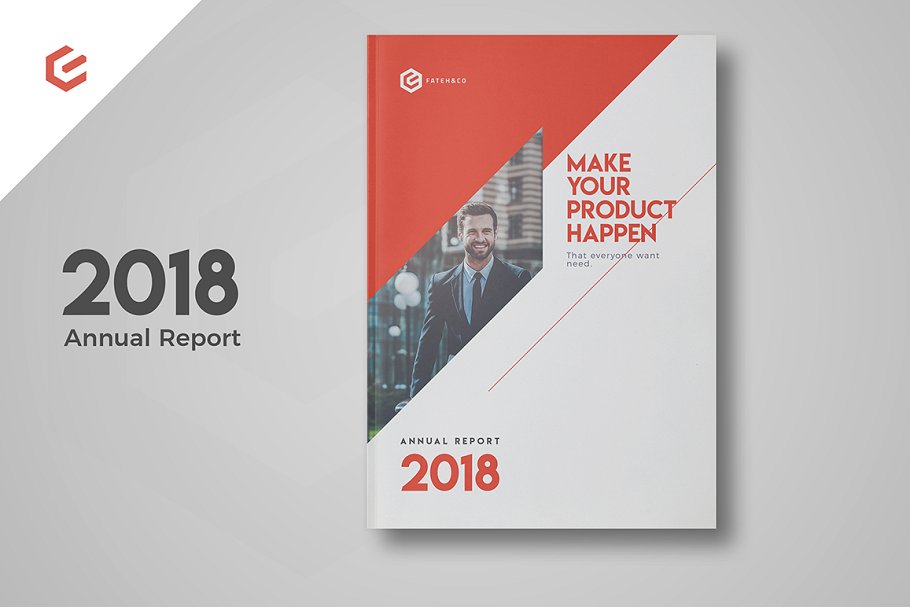 2018
Annual Report
FATEH&CO
MAKE
YOUR
PRODUCT
HAPPEN
That everyone want
need.
ANNUAL REPORT
2018